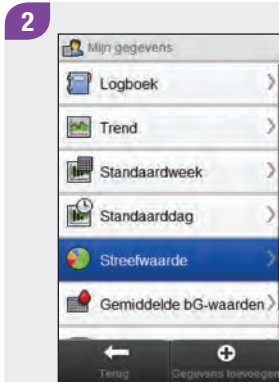 2
Mijn gegevens
Logboek
Trend
Standaardweek
Standaarddag
Streefwaarde
Gemiddelde bG-waarden
Terug
Gegevens toevoegen